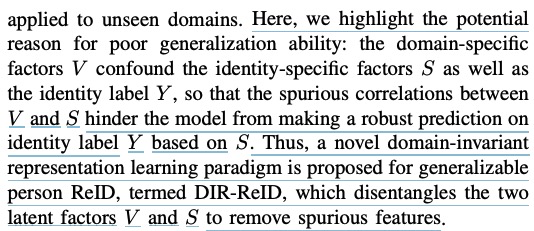 applied to unseen domains. Here, we highlight the potential
reason for poor generalization ability: the domain-specific
factors V confound the identity-specific factors S as well as
the identity label Y, so that the spurious correlations between
V and S hinder the model from making a robust prediction on
identity label Y based on S. Thus, a novel domain-invariant
representation learning paradigm is proposed for generalizable
person ReID, termed DIR-ReID, which disentangles the two
latent factors V and S to remove spurious features.